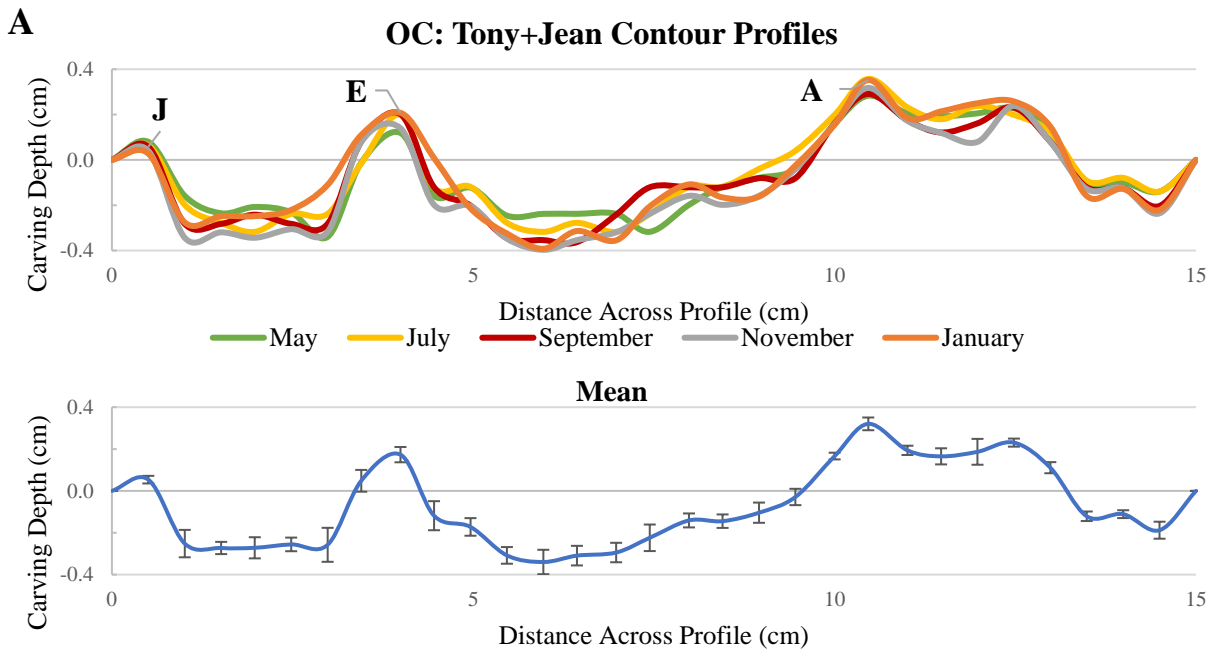 A
OC: Tony+Jean Contour Profiles
Carving Depth (cm)
0.4
0.0
-0.4
J
E
A
0
5
10
15
Distance Across Profile (cm)
May
July
September
November
January
Mean
Carving Depth (cm)
0.4
0.0
-0.4
0
5
10
15
Distance Across Profile (cm)